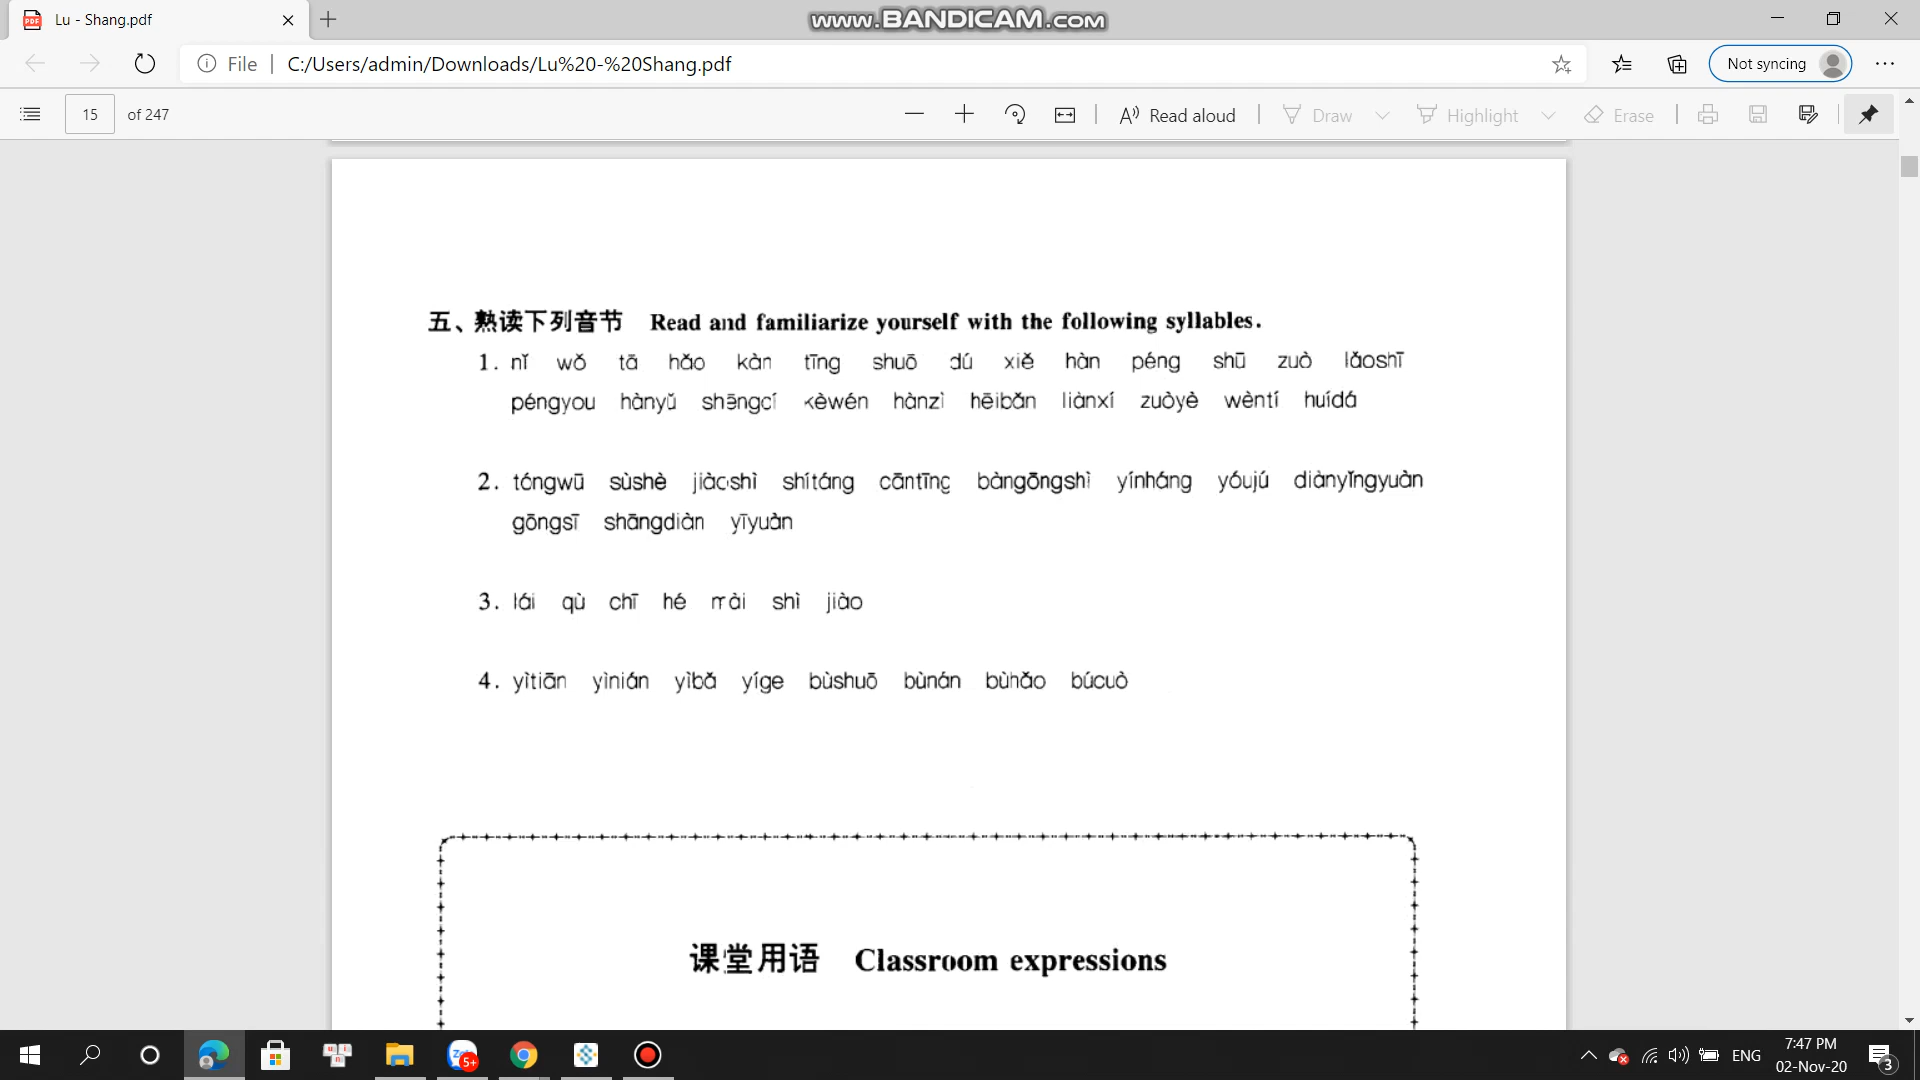 Lu - Shang.pdf
www.BANDICAM.com
File
C:/Users/admin/Downloads/Lu%20-%20Shang.pdf
Not syncing
15 of 247
Read aloud
Draw
Highlight
Erase
五、熟读下列音节 Read and familiarize yourself with the following syllables.
1. nǐ wǒ tā hǎo kàn tīng shuō dú xiě hàn péng shū zuò lǎoshī
péngyou hànyǔ shēngcí kèwén hànzì hēibǎn liànxí zuòyè wèntí huídá
2. tóngwū sùshè jiàoshì shítáng cāntīng bàngōngshì yínháng yóujú diànyǐngyuàn
gōngsī shāngdiàn yīyuàn
3. lái qù chī hé mài shì jiào
4. yìtiān yìnián yìbǎ yíge bùshuō bùnán bùhǎo búcuò
课堂用语 Classroom expressions
5+
ENG
7:47 PM
02-Nov-20
3